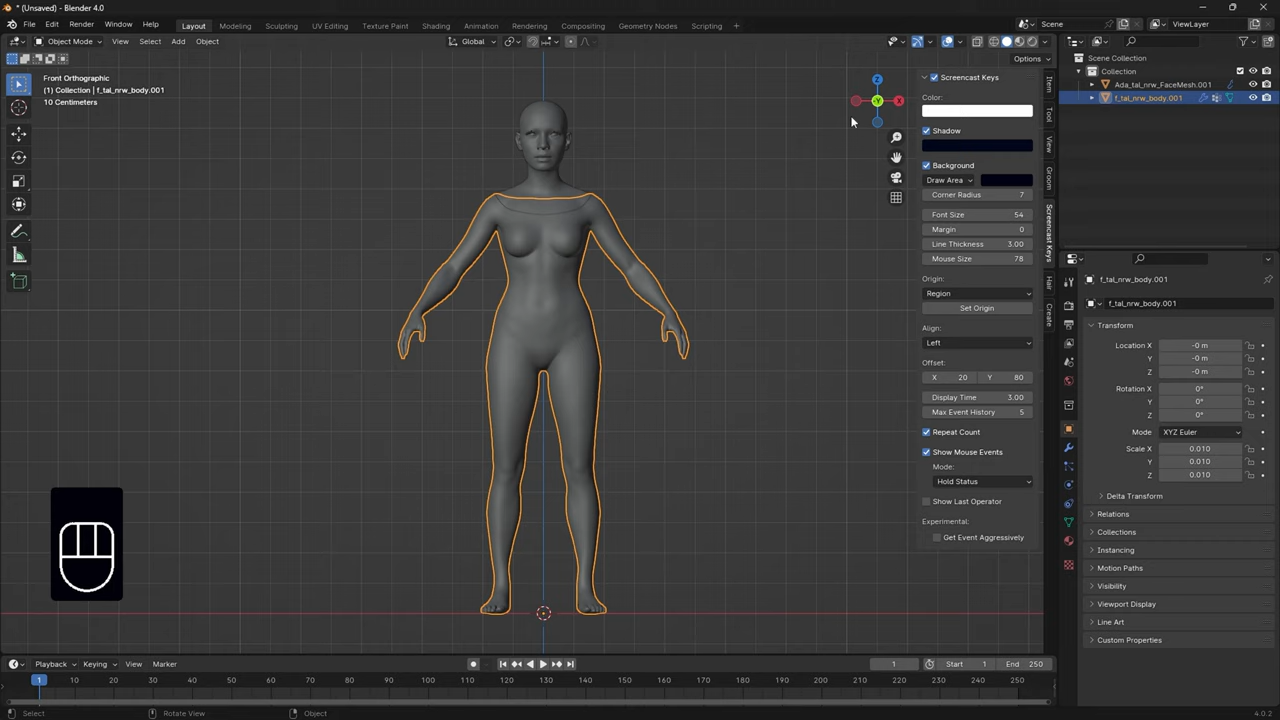 * (Unsaved) - Blender 4.0
File Edit Render Window Help Layout Modeling Sculpting UV Editing Texture Paint Shading Animation Rendering Compositing Geometry Nodes Scripting + Scene ViewLayer
Object Mode View Select Add Object Global
Options
Front Orthographic
(1) Collection | f_tal_nrw_body.001
10 Centimeters
Z
Y
X
Screencast Keys
Color:
Shadow
Background
Draw Area
Corner Radius 7
Font Size 54
Margin 0
Line Thickness 3.00
Mouse Size 78
Origin:
Region
Set Origin
Align:
Left
Offset:
X 20 Y 80
Display Time 3.00
Max Event History 5
Repeat Count
Show Mouse Events
Mode:
Hold Status
Show Last Operator
Experimental:
Get Event Aggressively
Item
Tool
View
Groom
Screencast Keys
Hair
Create
Scene Collection
Collection
Ada_tal_nrw_FaceMesh.001
f_tal_nrw_body.001
f_tal_nrw_body.001
f_tal_nrw_body.001
Transform
Location X -0 m
Y -0 m
Z -0 m
Rotation X 0°
Y 0°
Z 0°
Mode XYZ Euler
Scale X 0.010
Y 0.010
Z 0.010
Delta Transform
Relations
Collections
Instancing
Motion Paths
Visibility
Viewport Display
Line Art
Custom Properties
Playback Keying View Marker 1 Start 1 End 250
1 10 20 30 40 50 60 70 80 90 100 110 120 130 140 150 160 170 180 190 200 210 220 230 240 250
Select Rotate View Object 4.0.2